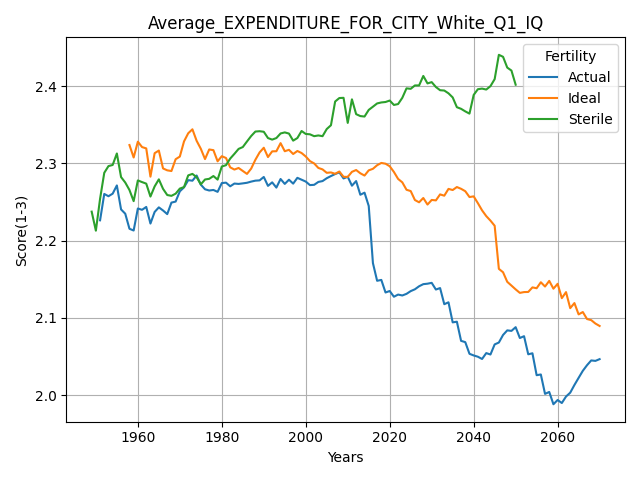 Average_EXPENDITURE_FOR_CITY_White_Q1_IQ
Score(1-3)
2.4
2.3
2.2
2.1
2.0
Fertility
Actual
Ideal
Sterile
1960
1980
2000
2020
2040
2060
Years